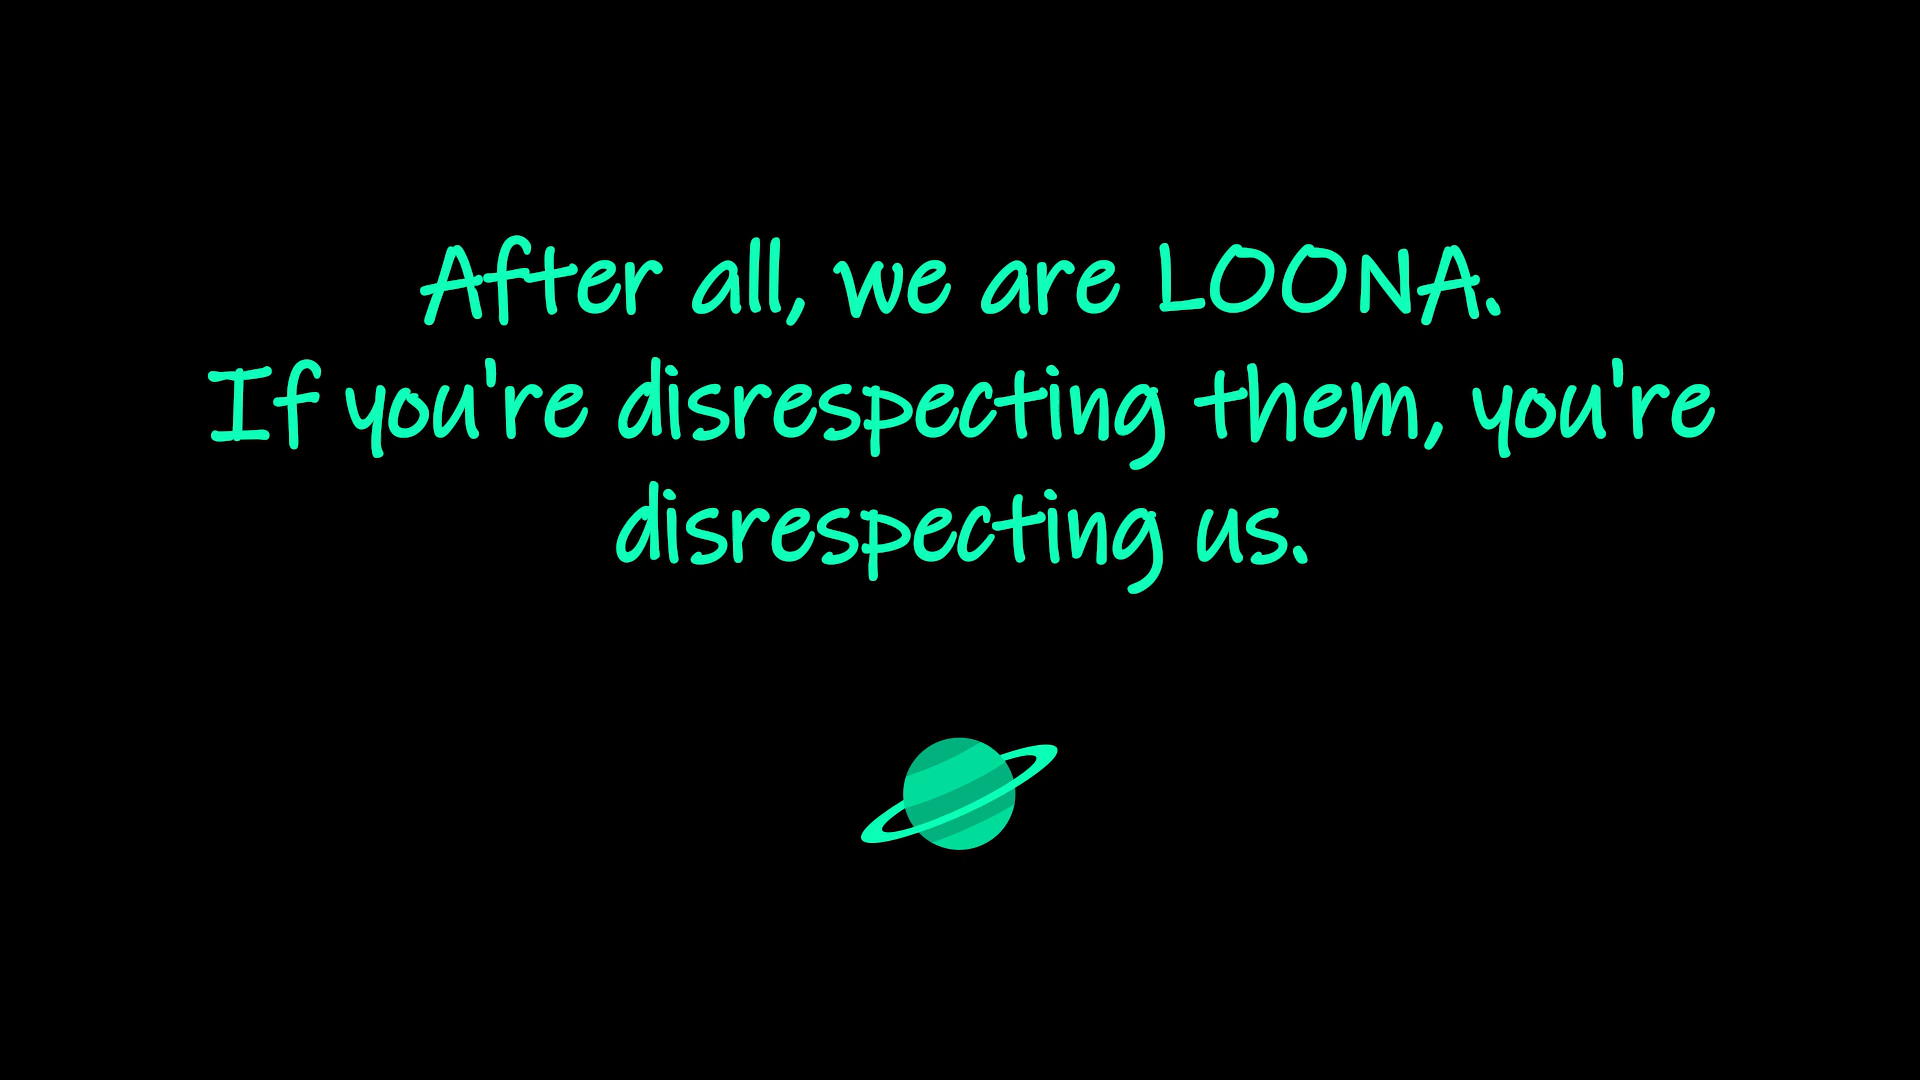 After all, we are LOONA.
If you're disrespecting them, you're
disrespecting us.